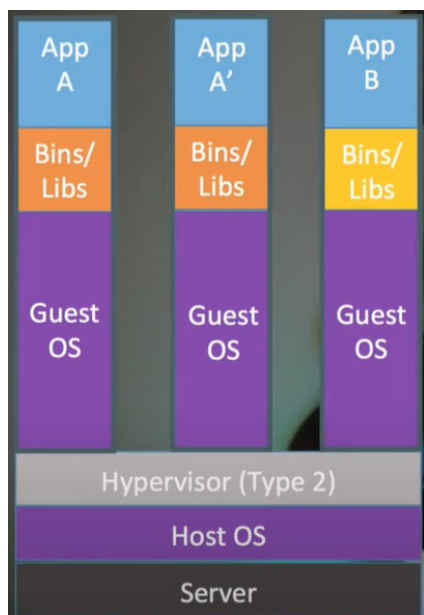 App
A
App
A’
App
B
Bins/
Libs
Bins/
Libs
Bins/
Libs
Guest
OS
Guest
OS
Guest
OS
Hypervisor (Type 2)
Host OS
Server